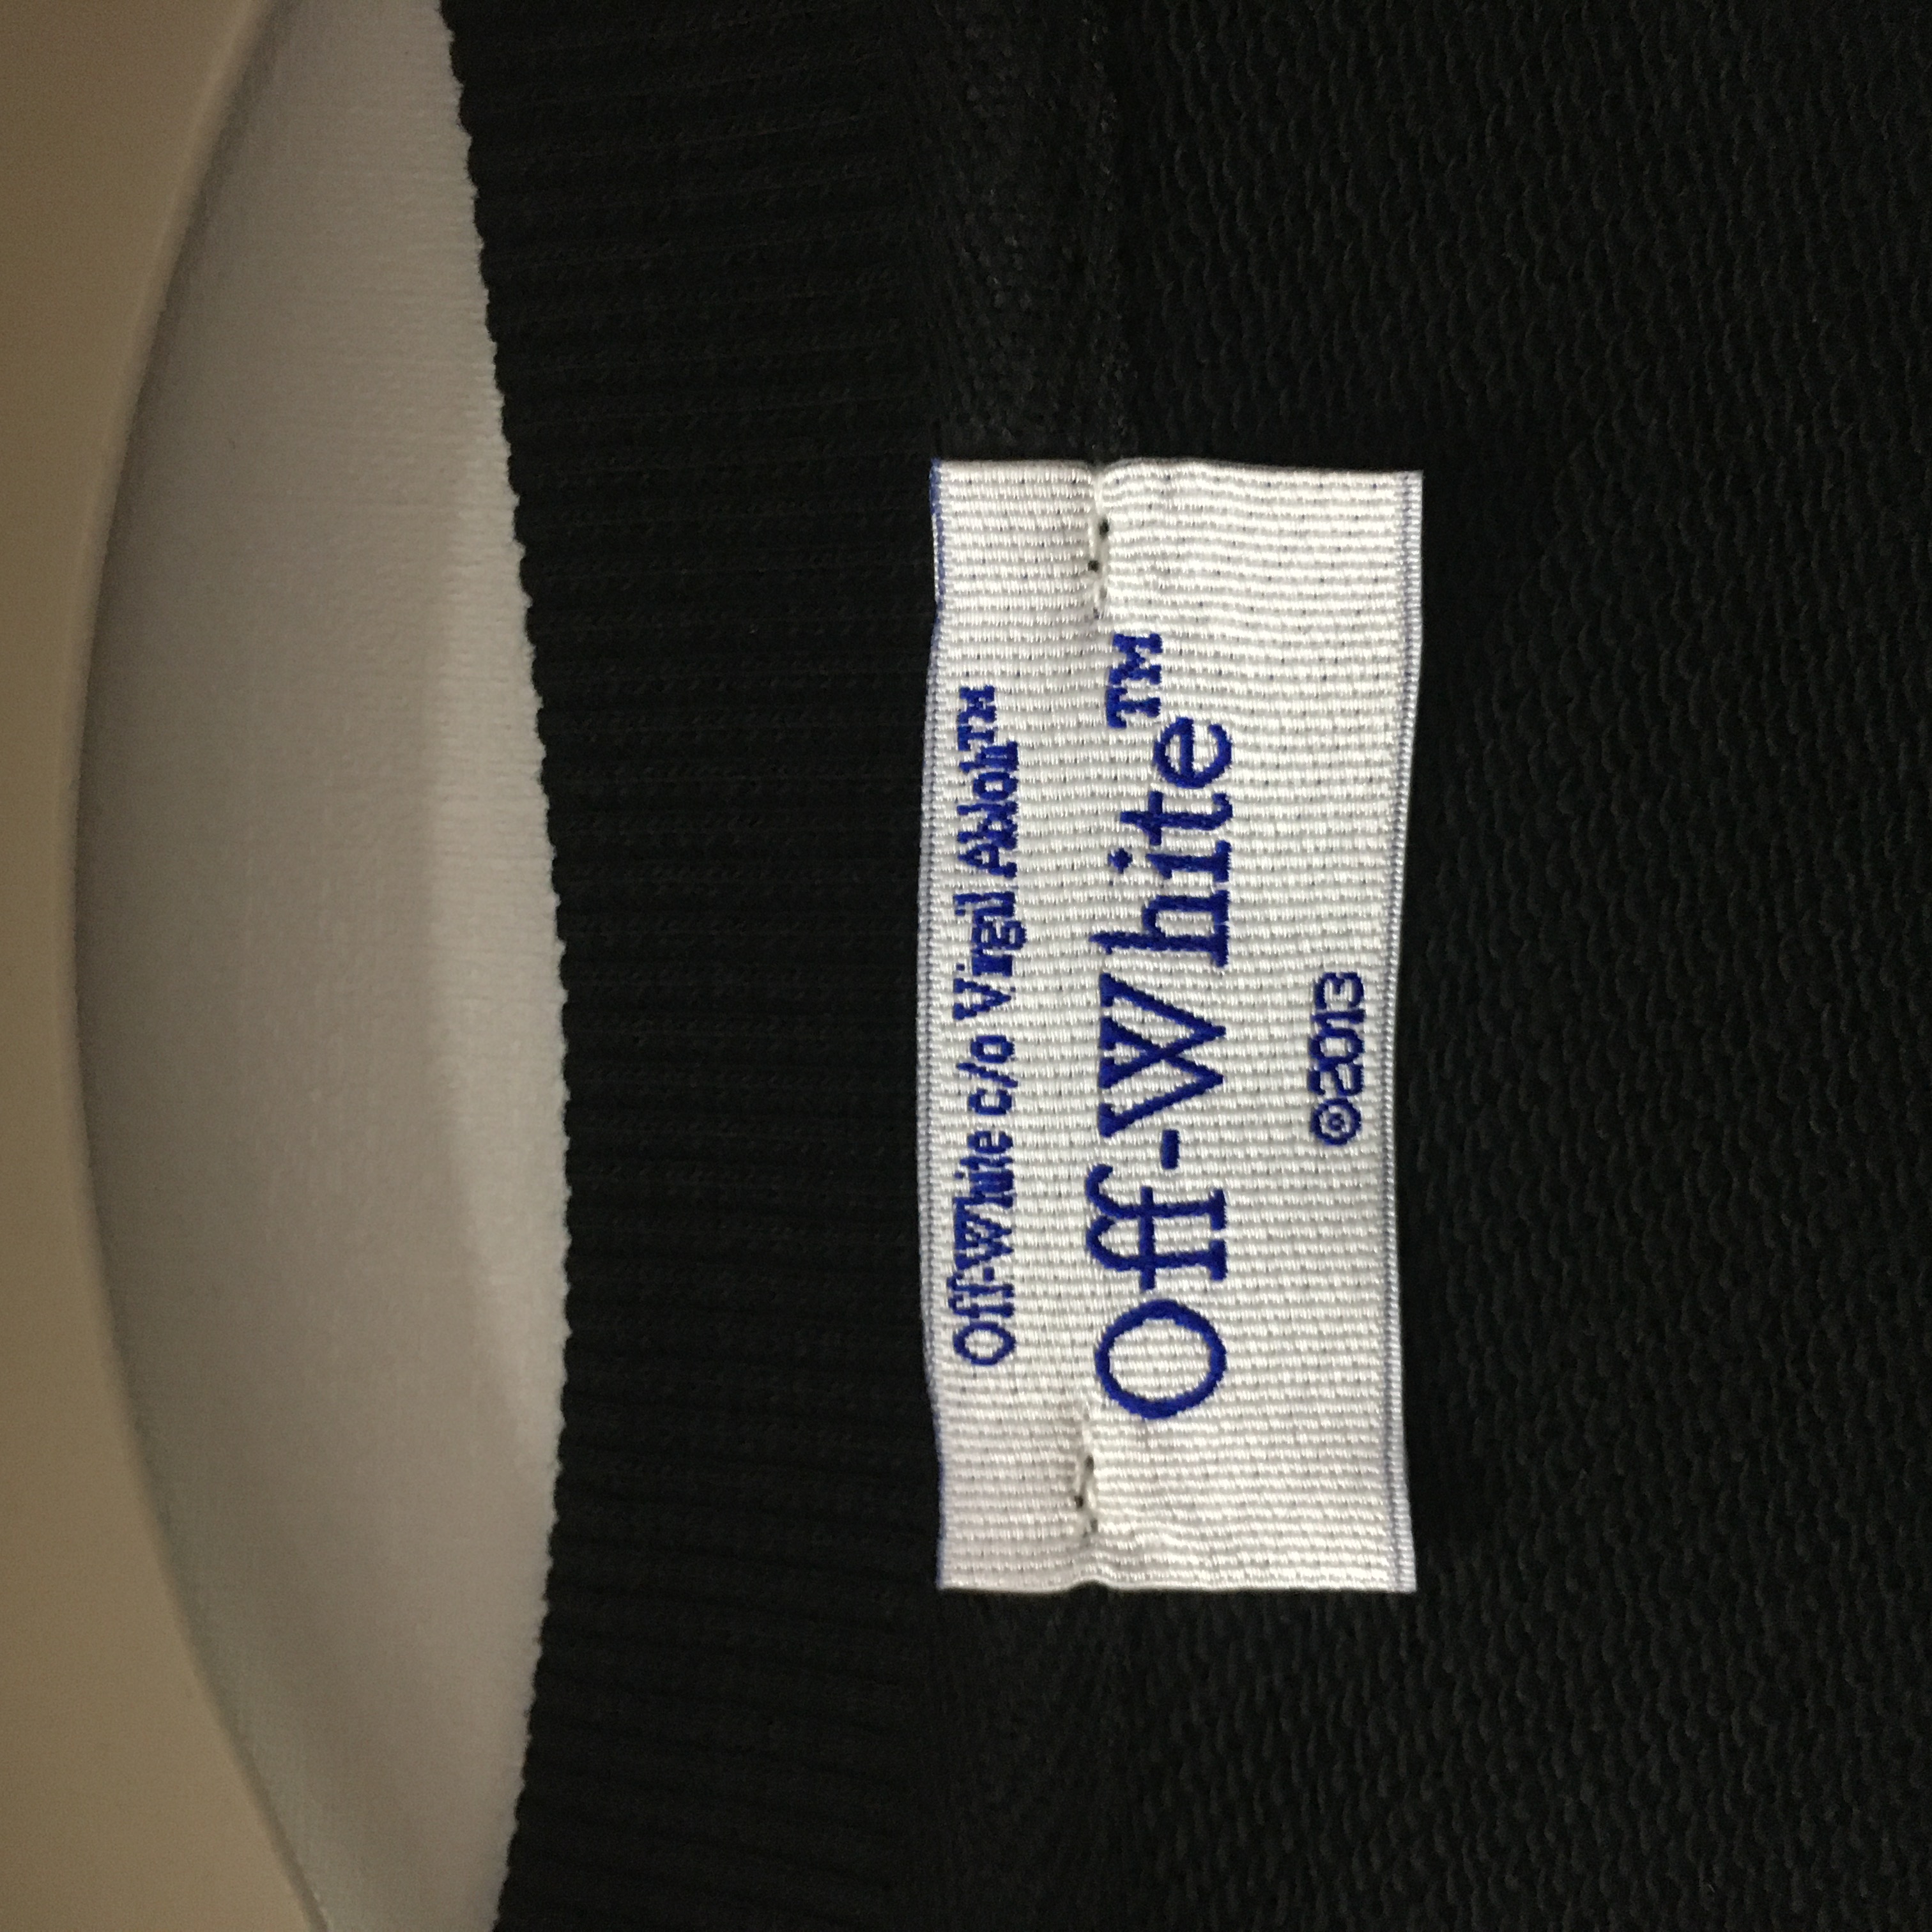 Off-White c/o Virgil Abloh™
Off-White™
©2013